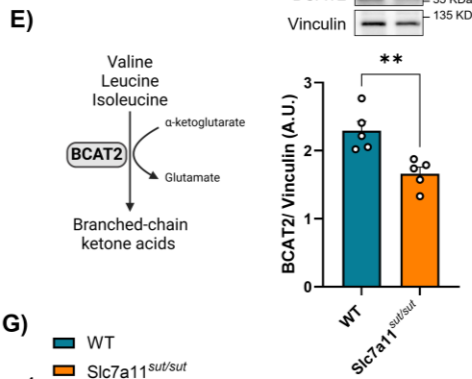 E)
Vinculin
135 KD
Valine
Leucine
Isoleucine
α-ketoglutarate
BCAT2
Glutamate
Branched-chain
ketone acids
**
BCAT2/ Vinculin (A.U.)
3
2
1
0
WT
Slc7a11sut/sut
G)
WT
Slc7a11sut/sut